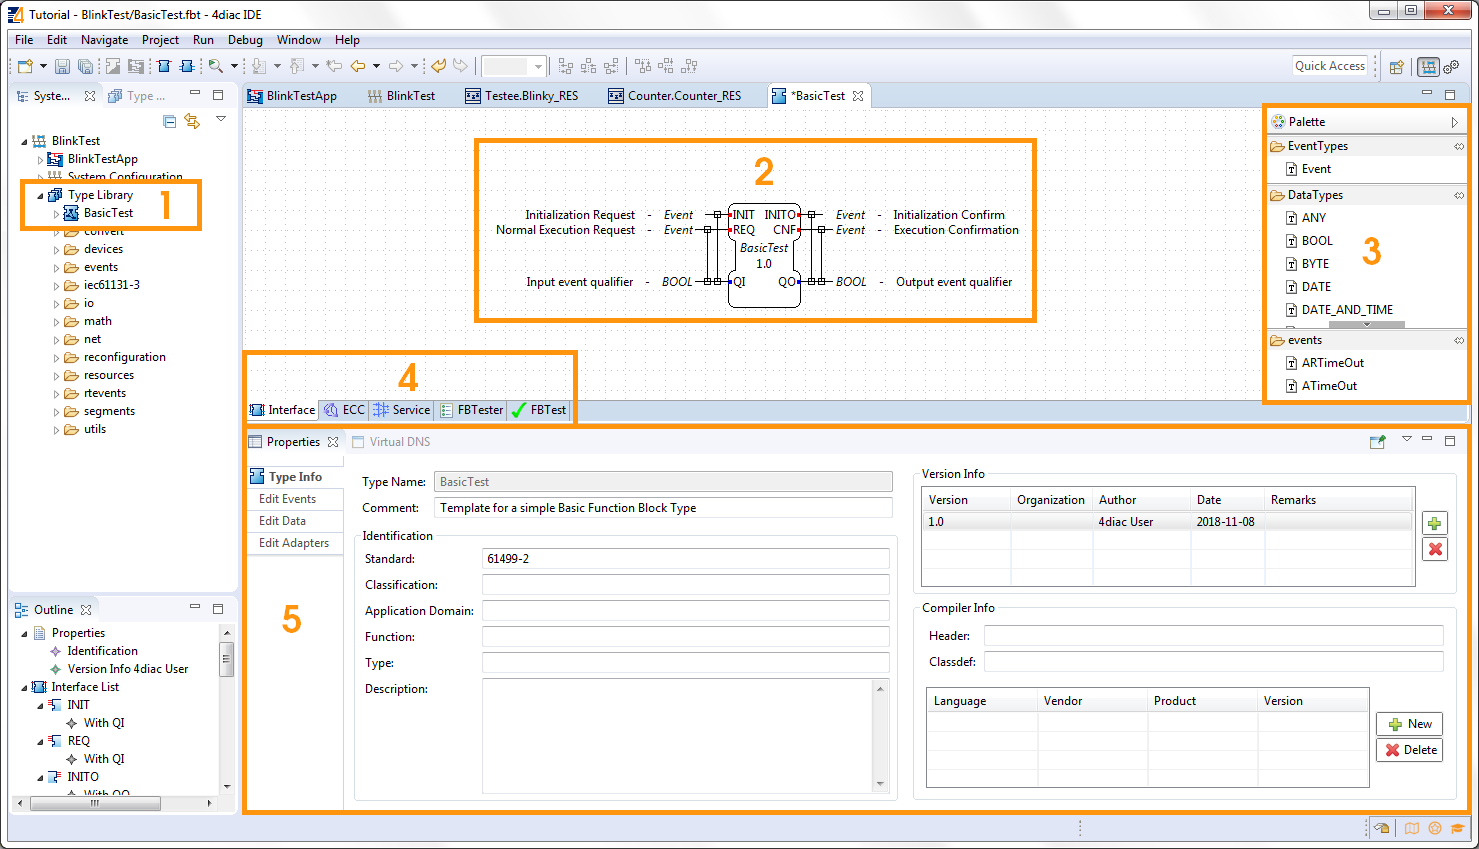 Tutorial - BlinkTest/BasicTest.fbt - 4diac IDE
File Edit Navigate Project Run Debug Window Help
Quick Access
Syste...
Type ...
BlinkTest
BlinkTestApp
System Configuration
Type Library
BasicTest
1
convert
devices
events
iec61131-3
io
math
net
reconfiguration
resources
rtevents
segments
utils
Outline
Properties
Identification
Version Info 4diac User
Interface List
INIT
With QI
REQ
With QI
INITO
With QO
BlinkTestApp BlinkTest Testee.Blinky_RES Counter.Counter_RES *BasicTest
2
Initialization Request - Event INIT INITO Event - Initialization Confirm
Normal Execution Request - Event REQ CNF Event - Execution Confirmation
BasicTest
1.0
Input event qualifier - BOOL QI QO BOOL - Output event qualifier
Palette
EventTypes
Event
DataTypes
ANY
BOOL
BYTE
DATE
DATE_AND_TIME
3
events
ARTimeOut
ATimeOut
4
Interface ECC Service FBTester FBTest
Properties Virtual DNS
Type Info
Edit Events
Edit Data
Edit Adapters
5
Type Name: BasicTest
Comment: Template for a simple Basic Function Block Type
Identification
Standard: 61499-2
Classification:
Application Domain:
Function:
Type:
Description:
Version Info
Version Organization Author Date Remarks
1.0 4diac User 2018-11-08
Compiler Info
Header:
Classdef:
Language Vendor Product Version
New
Delete